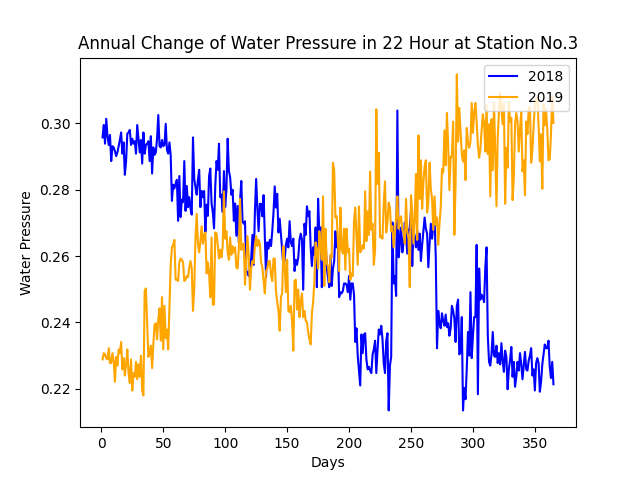 Annual Change of Water Pressure in 22 Hour at Station No.3
2018
2019
Water Pressure
0.30
0.28
0.26
0.24
0.22
0 50 100 150 200 250 300 350
Days